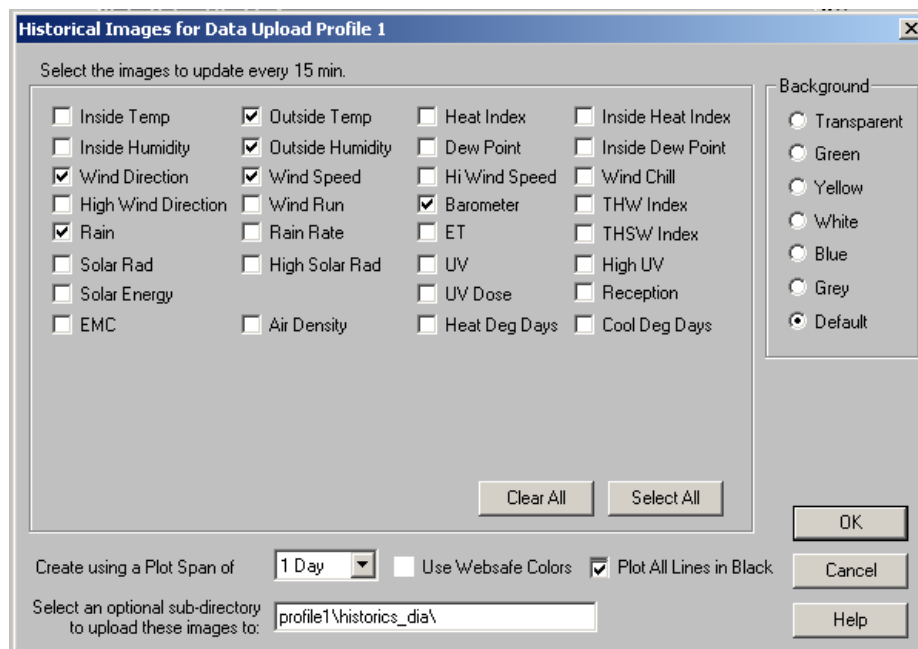 Historical Images for Data Upload Profile 1
Select the images to update every 15 min.
Background
Inside Temp Outside Temp Heat Index Inside Heat Index
Transparent
Inside Humidity Outside Humidity Dew Point Inside Dew Point
Green
Wind Direction Wind Speed Hi Wind Speed Wind Chill
Yellow
High Wind Direction Wind Run Barometer THW Index
White
Rain Rain Rate ET THSW Index
Blue
Solar Rad High Solar Rad UV High UV
Grey
Solar Energy UV Dose Reception
Default
EMC Air Density Heat Deg Days Cool Deg Days
Clear All Select All
OK
Create using a Plot Span of 1 Day Use Websafe Colors Plot All Lines in Black
Cancel
Select an optional sub-directory
to upload these images to: profile1\historics_dia\
Help